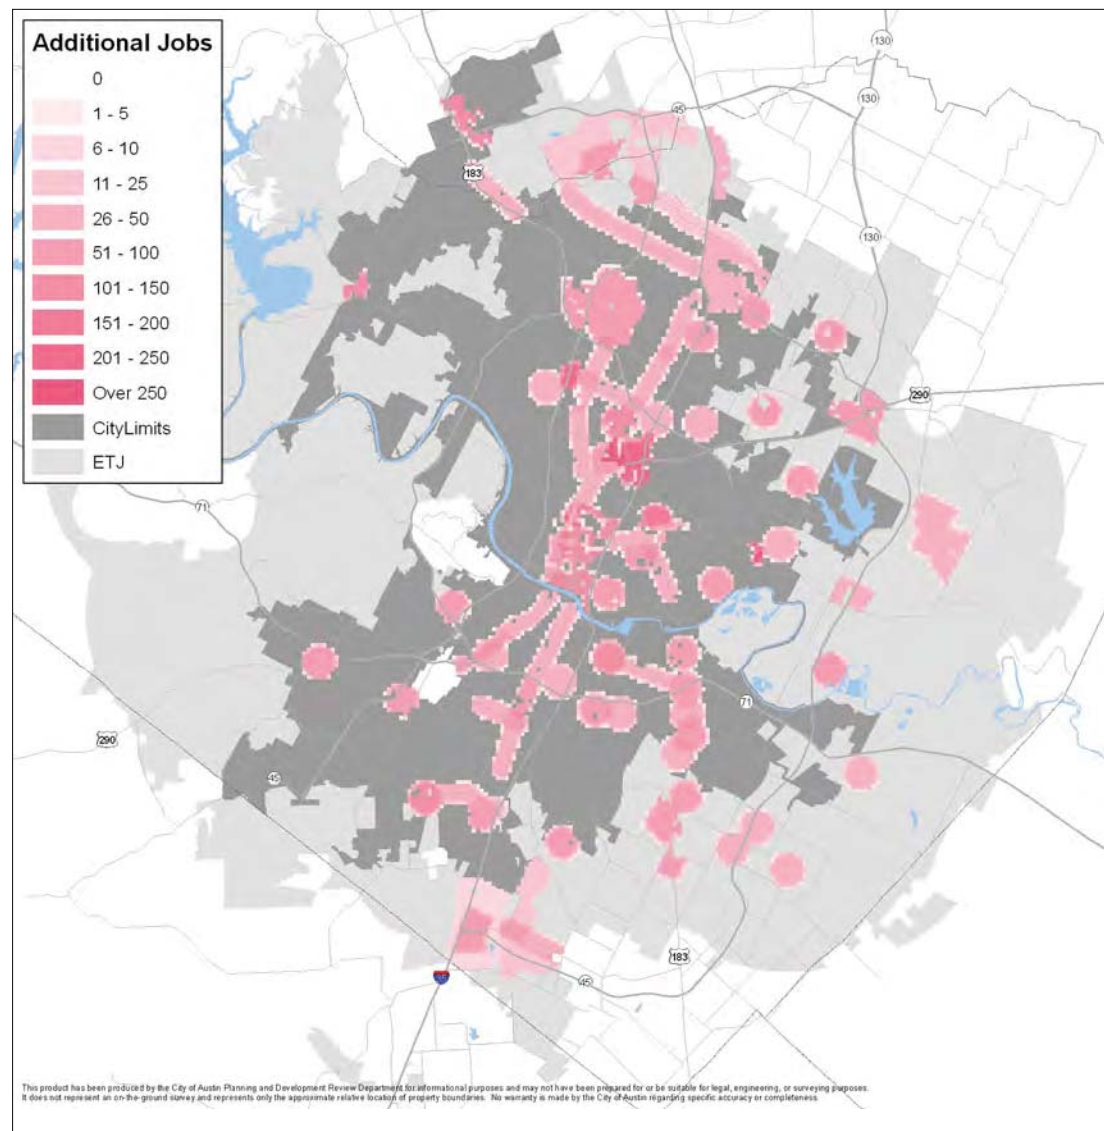 Additional Jobs
0
1 - 5
6 - 10
11 - 25
26 - 50
51 - 100
101 - 150
151 - 200
201 - 250
Over 250
CityLimits
ETJ
130
130
45
183
130
290
71
71
290
45
183
45
This product has been produced by the City of Austin Planning and Development Review Department for informational purposes and may not have been prepared for or be suitable for legal, engineering, or surveying purposes.
It does not represent an on-the-ground survey and represents only the approximate relative location of property boundaries. No warranty is made by the City of Austin regarding specific accuracy or completeness.